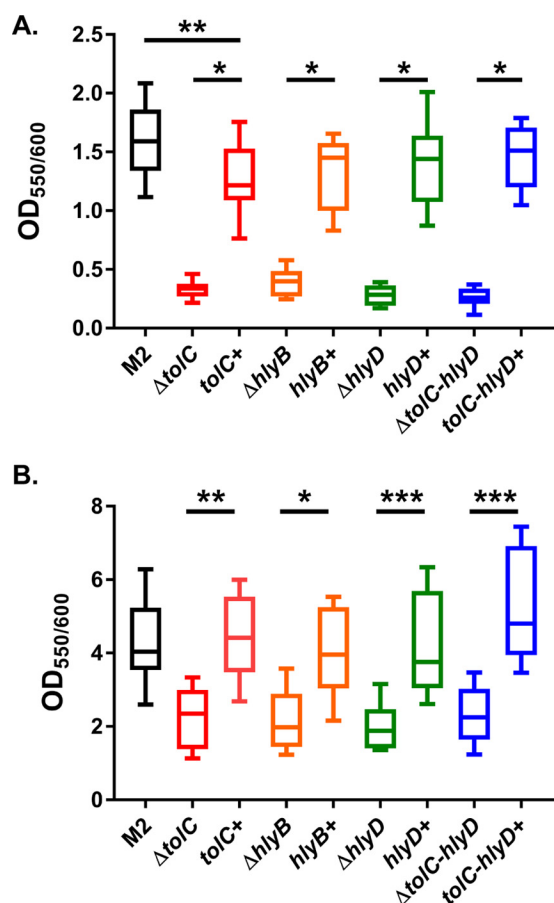 A.
** 
* * * *
OD550/600
2.5
2.0
1.5
1.0
0.5
0.0
M2 ΔtolC tolC+ ΔhlyB hlyB+ ΔhlyD hlyD+ ΔtolC-hlyD tolC-hlyD+
B.
** * *** ***
OD550/600
8
6
4
2
0
M2 ΔtolC tolC+ ΔhlyB hlyB+ ΔhlyD hlyD+ ΔtolC-hlyD tolC-hlyD+